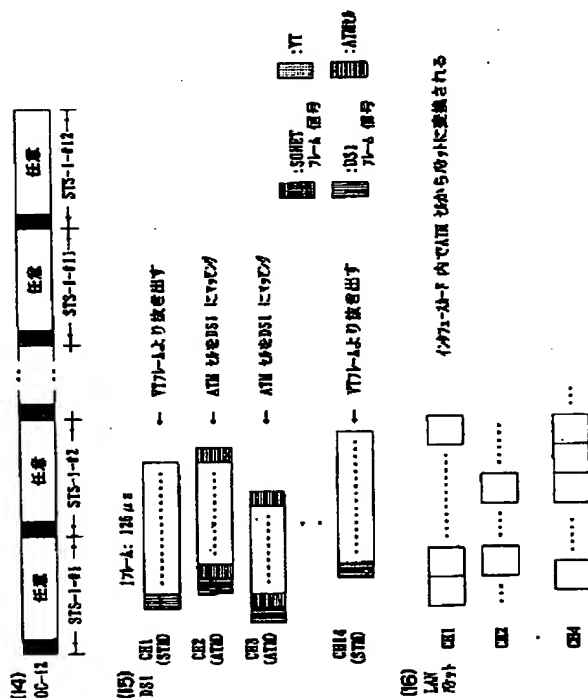 (14)
OC-12
任意
任意
任意
任意
STS-1-#1
STS-1-#2
STS-1-#11
STS-1-#12
(15)
DS1
1フレーム: 125μs
CH1
(STM)
← VTフレームより抜き出す
CH2
(ATM)
← ATM セルをDS1 にマッピング
CH3
(ATM)
← ATM セルをDS1 にマッピング
CH14
(STM)
← VTフレームより抜き出す
:SONET
フレーム 信号
:VT
:DS1
フレーム 信号
:ATMセル
(16)
LAN
パケット
CH1
CH2
CH4
インタフェースカード 内でATM セルからパケットに変換される